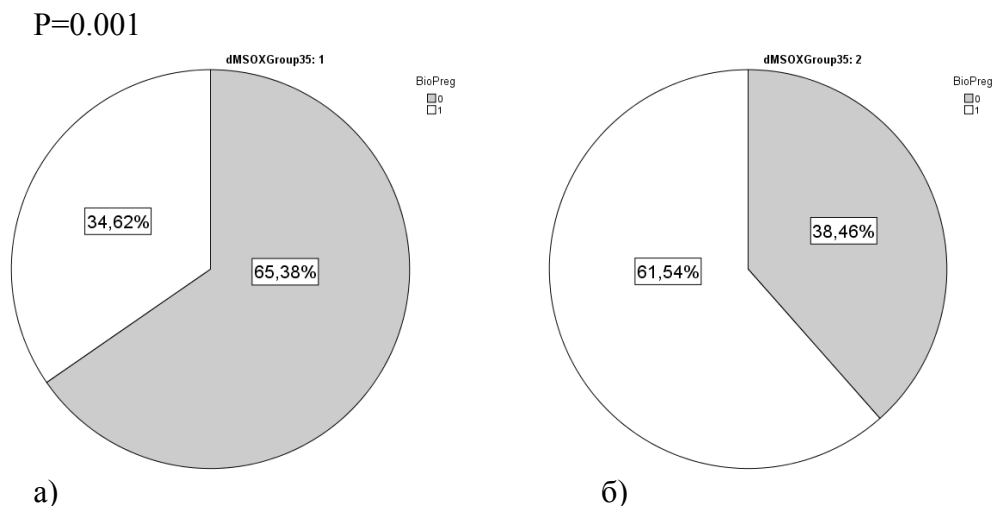 P=0.001
dMSOXGroup35: 1
BioPreg
0
1
34,62%
65,38%
а)
dMSOXGroup35: 2
BioPreg
0
1
38,46%
61,54%
б)